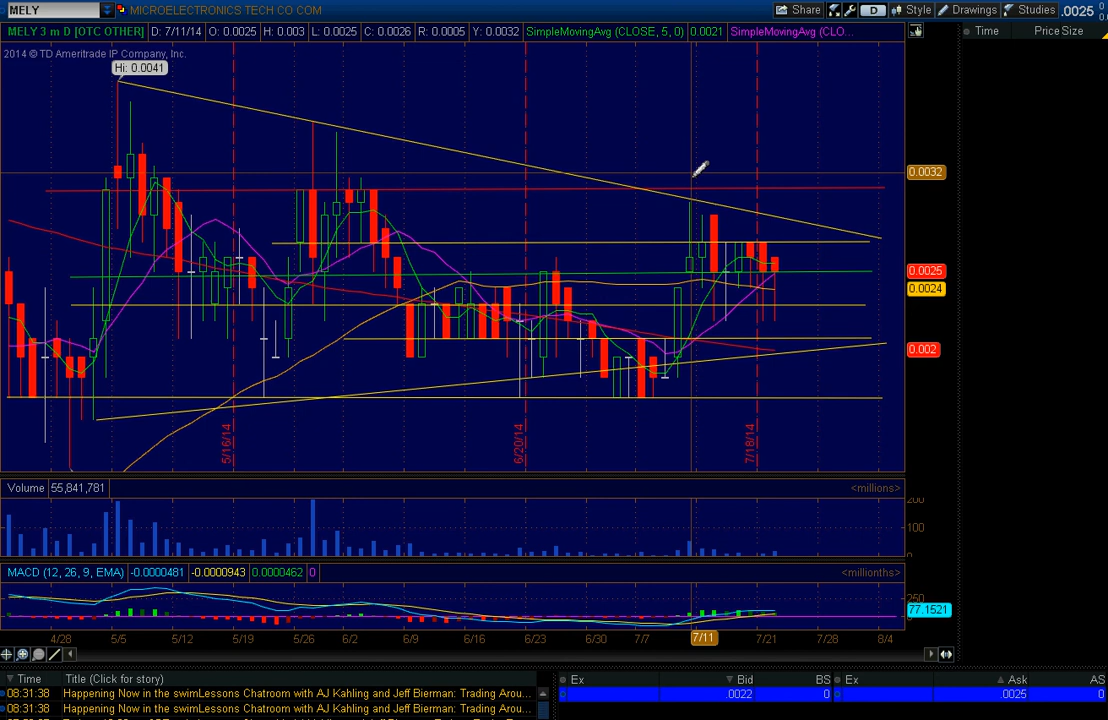 MELY MICROELECTRONICS TECH CO COM Share D Style Drawings Studies .0025
MELY 3 m D [OTC OTHER] D: 7/11/14 O: 0.0025 H: 0.003 L: 0.0025 C: 0.0026 R: 0.0005 Y: 0.0032 SimpleMovingAvg (CLOSE, 5, 0) 0.0021 SimpleMovingAvg (CLO... Time Price Size
2014 © TD Ameritrade IP Company, Inc.
Hi: 0.0041
0.0032
0.0025
0.0024
0.002
5/16/14 6/20/14 7/18/14
Volume 55,841,781 <millions>
200
100
0
MACD (12, 26, 9, EMA) -0.0000481 -0.0000943 0.0000462 0 <millionths>
250
77.1521
4/28 5/5 5/12 5/19 5/26 6/2 6/9 6/16 6/23 6/30 7/7 7/11 7/21 7/28 8/4
Time Title (Click for story) Ex Bid BS Ex Ask AS
08:31:38 Happening Now in the swimLessons Chatroom with AJ Kahling and Jeff Bierman: Trading Arou... .0022 0 .0025 0
08:31:38 Happening Now in the swimLessons Chatroom with AJ Kahling and Jeff Bierman: Trading Arou...